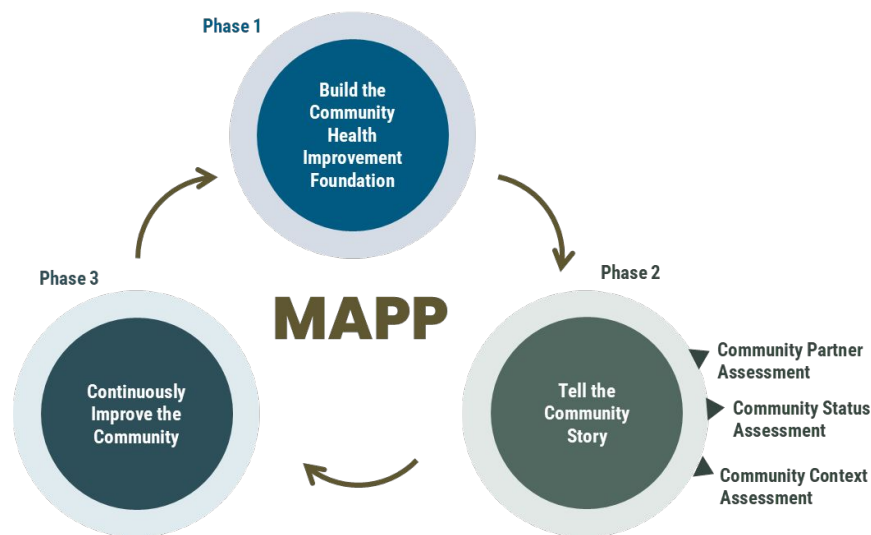 Phase 1
Build the
Community
Health
Improvement
Foundation
Phase 3
Phase 2
MAPP
Continuously
Improve the
Community
Tell the
Community
Story
Community Partner
Assessment
Community Status
Assessment
Community Context
Assessment